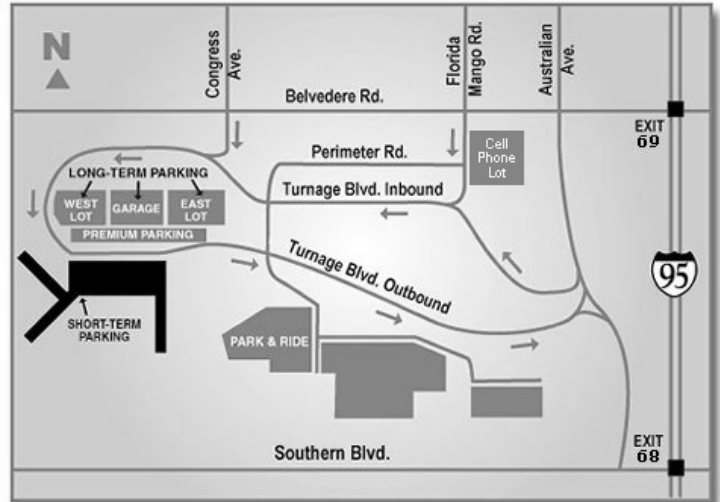 N
Congress
Ave.
Florida
Mango Rd.
Australian
Ave.
Belvedere Rd.
EXIT
69
Cell
Phone
Lot
Perimeter Rd.
LONG-TERM PARKING
Turnage Blvd. Inbound
WEST
LOT
GARAGE
EAST
LOT
PREMIUM PARKING
Turnage Blvd. Outbound
95
SHORT-TERM
PARKING
PARK & RIDE
Southern Blvd.
EXIT
68